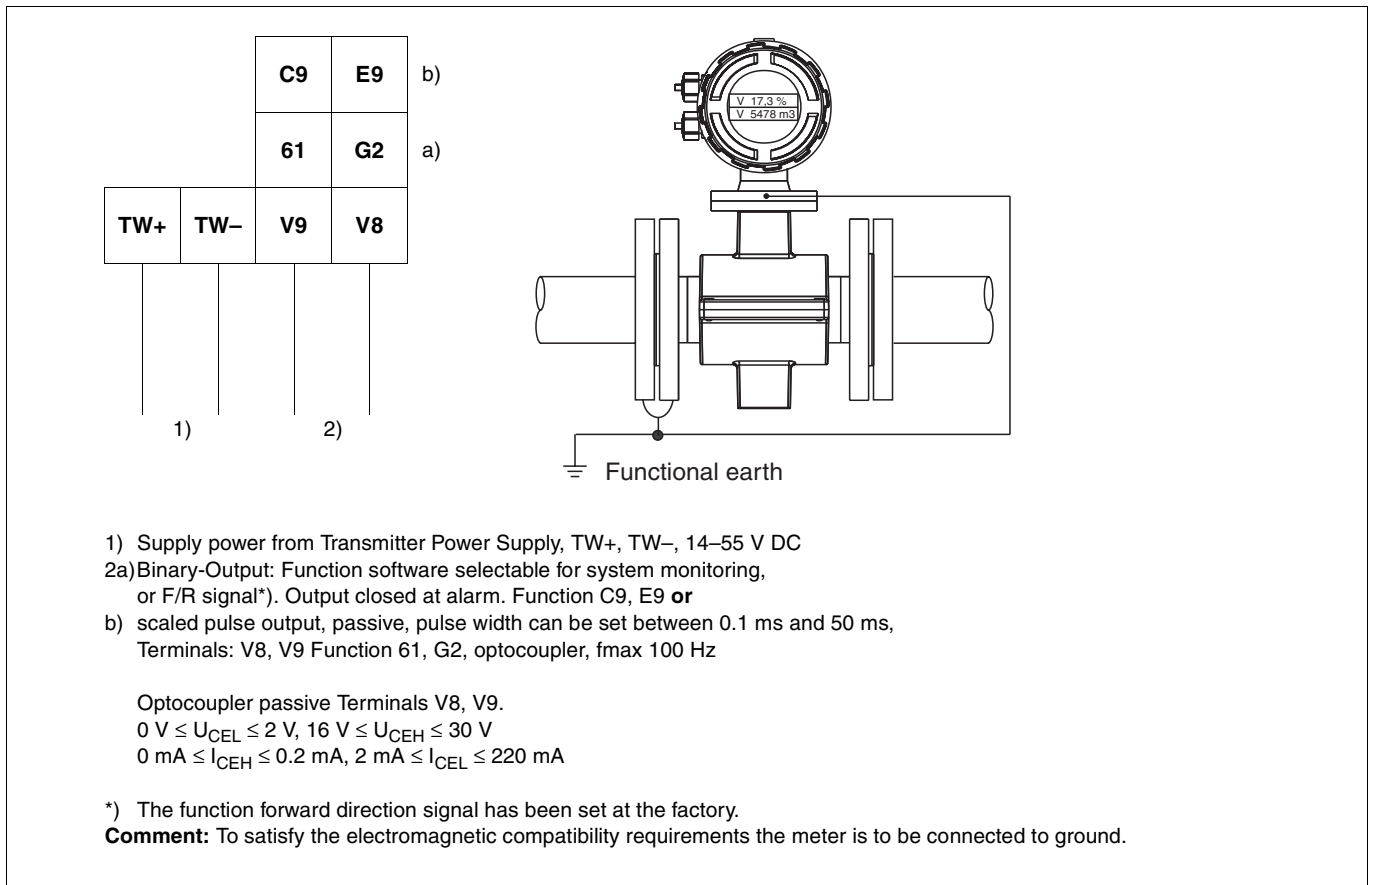 C9 E9 b)
61 G2 a)
TW+ TW– V9 V8
1) 2)
V 17,3 %
V 5478 m3
Functional earth
1) Supply power from Transmitter Power Supply, TW+, TW–, 14–55 V DC
2a)Binary-Output: Function software selectable for system monitoring,
or F/R signal*). Output closed at alarm. Function C9, E9 or
b) scaled pulse output, passive, pulse width can be set between 0.1 ms and 50 ms,
Terminals: V8, V9 Function 61, G2, optocoupler, fmax 100 Hz
Optocoupler passive Terminals V8, V9.
0 V ≤ UCEL ≤ 2 V, 16 V ≤ UCEH ≤ 30 V
0 mA ≤ ICEH ≤ 0.2 mA, 2 mA ≤ ICEL ≤ 220 mA
*) The function forward direction signal has been set at the factory.
Comment: To satisfy the electromagnetic compatibility requirements the meter is to be connected to ground.